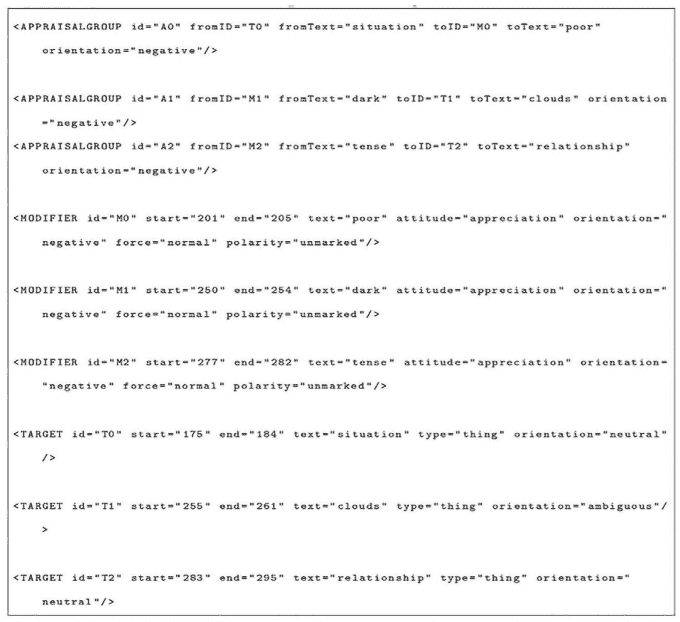 <APPRAISALGROUP id="A0" fromID="T0" fromText="situation" toID="M0" toText="poor"
orientation="negative"/>
<APPRAISALGROUP id="A1" fromID="M1" fromText="dark" toID="T1" toText="clouds" orientation
="negative"/>
<APPRAISALGROUP id="A2" fromID="M2" fromText="tense" toID="T2" toText="relationship"
orientation="negative"/>
<MODIFIER id="M0" start="201" end="205" text="poor" attitude="appreciation" orientation="
negative" force="normal" polarity="unmarked"/>
<MODIFIER id="M1" start="250" end="254" text="dark" attitude="appreciation" orientation="
negative" force="normal" polarity="unmarked"/>
<MODIFIER id="M2" start="277" end="282" text="tense" attitude="appreciation" orientation=
"negative" force="normal" polarity="unmarked"/>
<TARGET id="T0" start="175" end="184" text="situation" type="thing" orientation="neutral"
/>
<TARGET id="T1" start="255" end="261" text="clouds" type="thing" orientation="ambiguous"/
>
<TARGET id="T2" start="283" end="295" text="relationship" type="thing" orientation="
neutral"/>